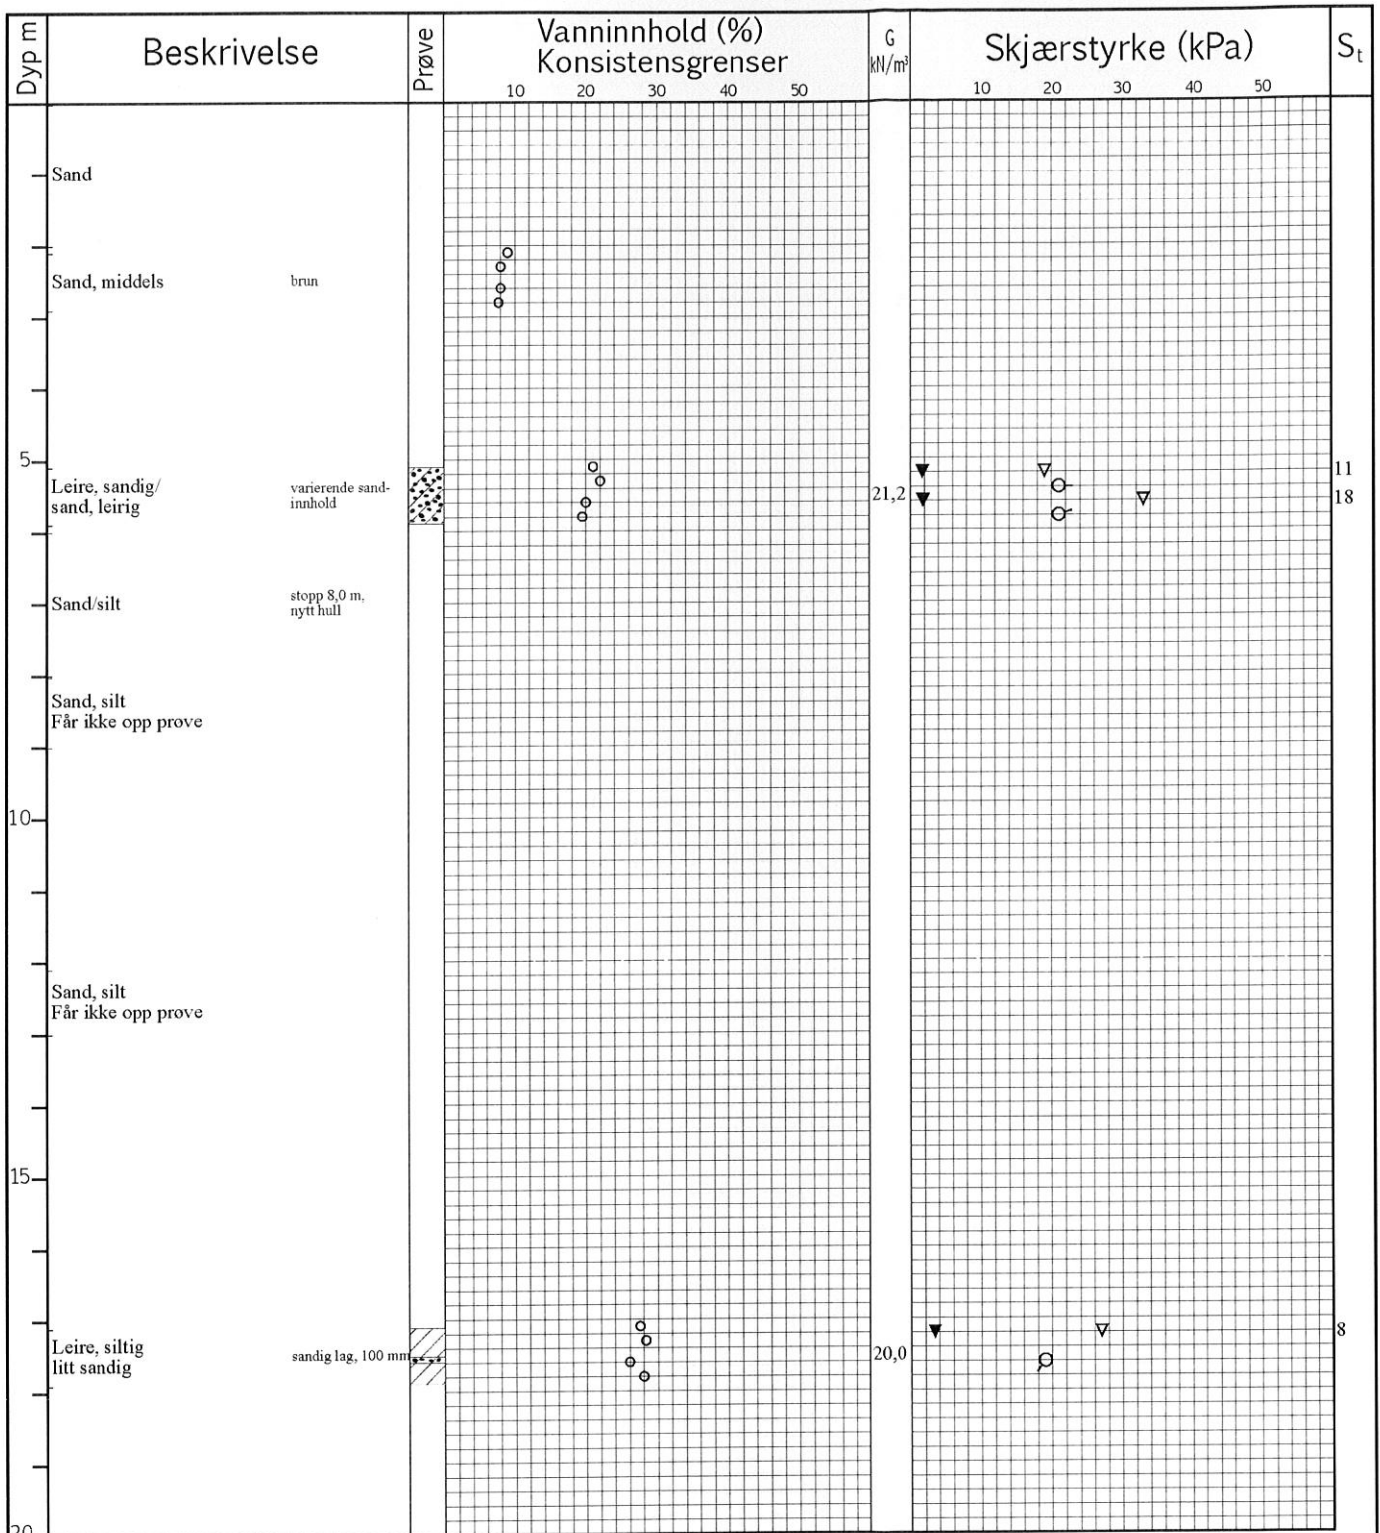 Dyp m
Beskrivelse
Prøve
Vanninnhold (%)
Konsistensgrenser
10 20 30 40 50
G
kN/m³
Skjærstyrke (kPa)
10 20 30 40 50
St
Sand
Sand, middels brun
5
Leire, sandig/
sand, leirig
varierende sand-
innhold
21,2
11
18
Sand/silt
stopp 8,0 m,
nytt hull
Sand, silt
Får ikke opp prøve
10
Sand, silt
Får ikke opp prøve
15
Leire, siltig
litt sandig
sandig lag, 100 mm
20,0
8
20